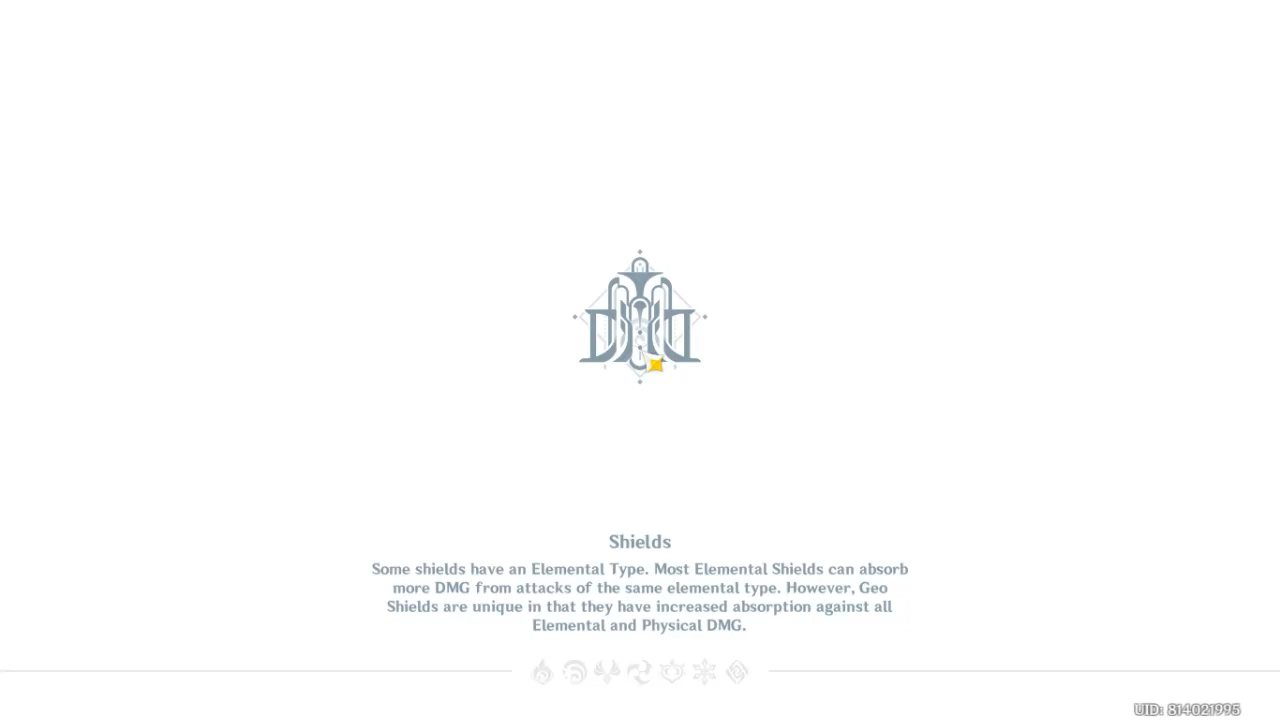 Shields
Some shields have an Elemental Type. Most Elemental Shields can absorb
more DMG from attacks of the same elemental type. However, Geo
Shields are unique in that they have increased absorption against all
Elemental and Physical DMG.
UID: 814021995